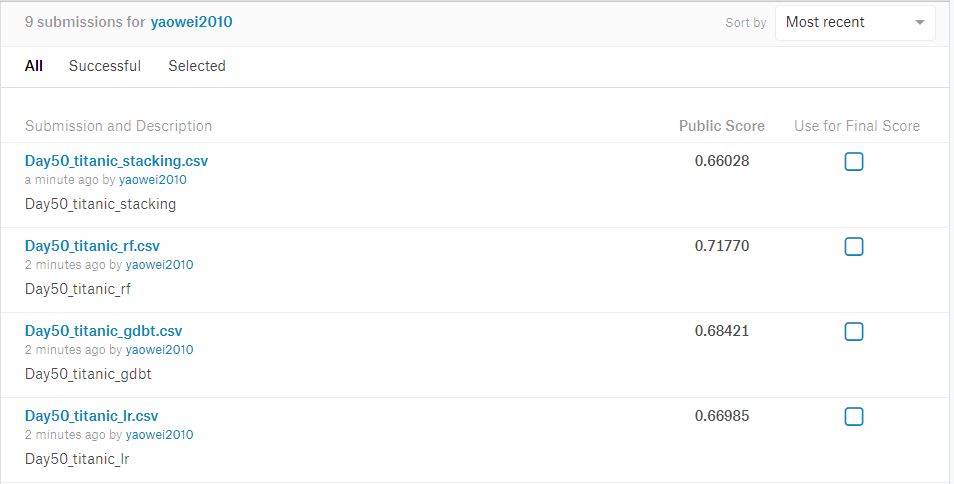 9 submissions for yaowei2010
Sort by Most recent
All Successful Selected
Submission and Description Public Score Use for Final Score
Day50_titanic_stacking.csv 0.66028
a minute ago by yaowei2010
Day50_titanic_stacking
Day50_titanic_rf.csv 0.71770
2 minutes ago by yaowei2010
Day50_titanic_rf
Day50_titanic_gdbt.csv 0.68421
2 minutes ago by yaowei2010
Day50_titanic_gdbt
Day50_titanic_lr.csv 0.66985
2 minutes ago by yaowei2010
Day50_titanic_lr